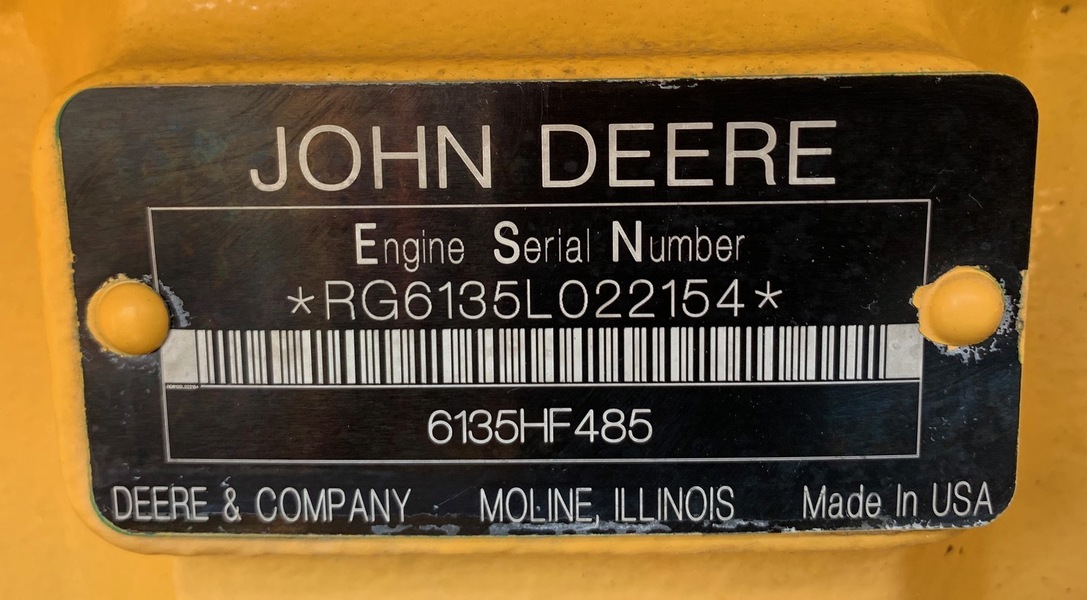 JOHN DEERE
Engine Serial Number
*RG6135L022154*
6135HF485
DEERE & COMPANY MOLINE, ILLINOIS Made In USA